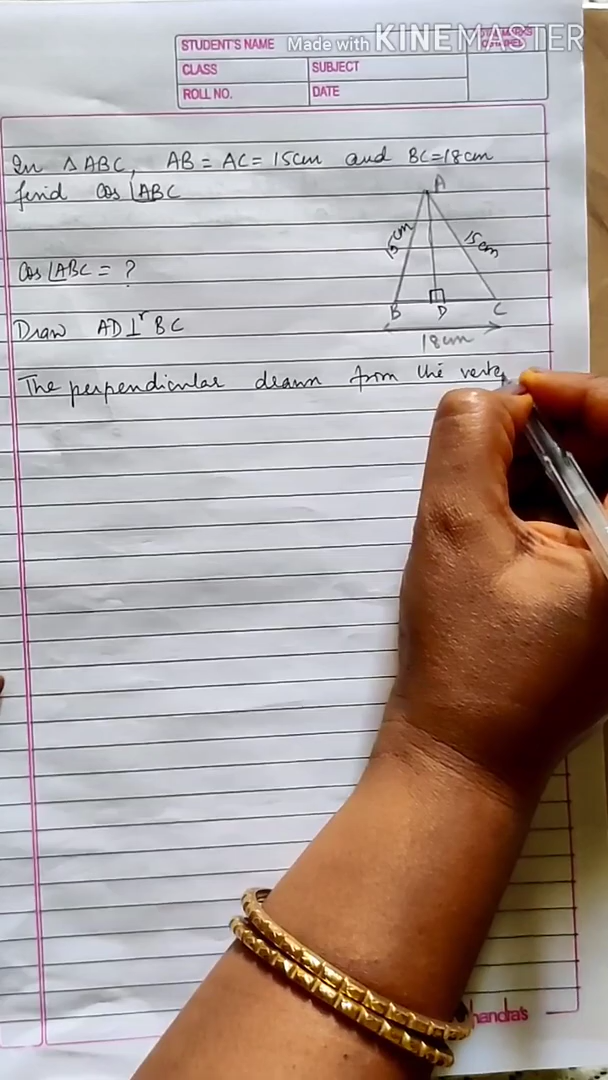 Made with KINEMASTER
STUDENT'S NAME
CLASS SUBJECT
ROLL NO. DATE
In △ABC, AB = AC = 15cm and BC=18cm
find Cos∠ABC
A
15cm 15cm
Cos∠ABC = ?
B D C
Draw AD⊥r BC
18cm
The perpendicular drawn from the verte
handra's